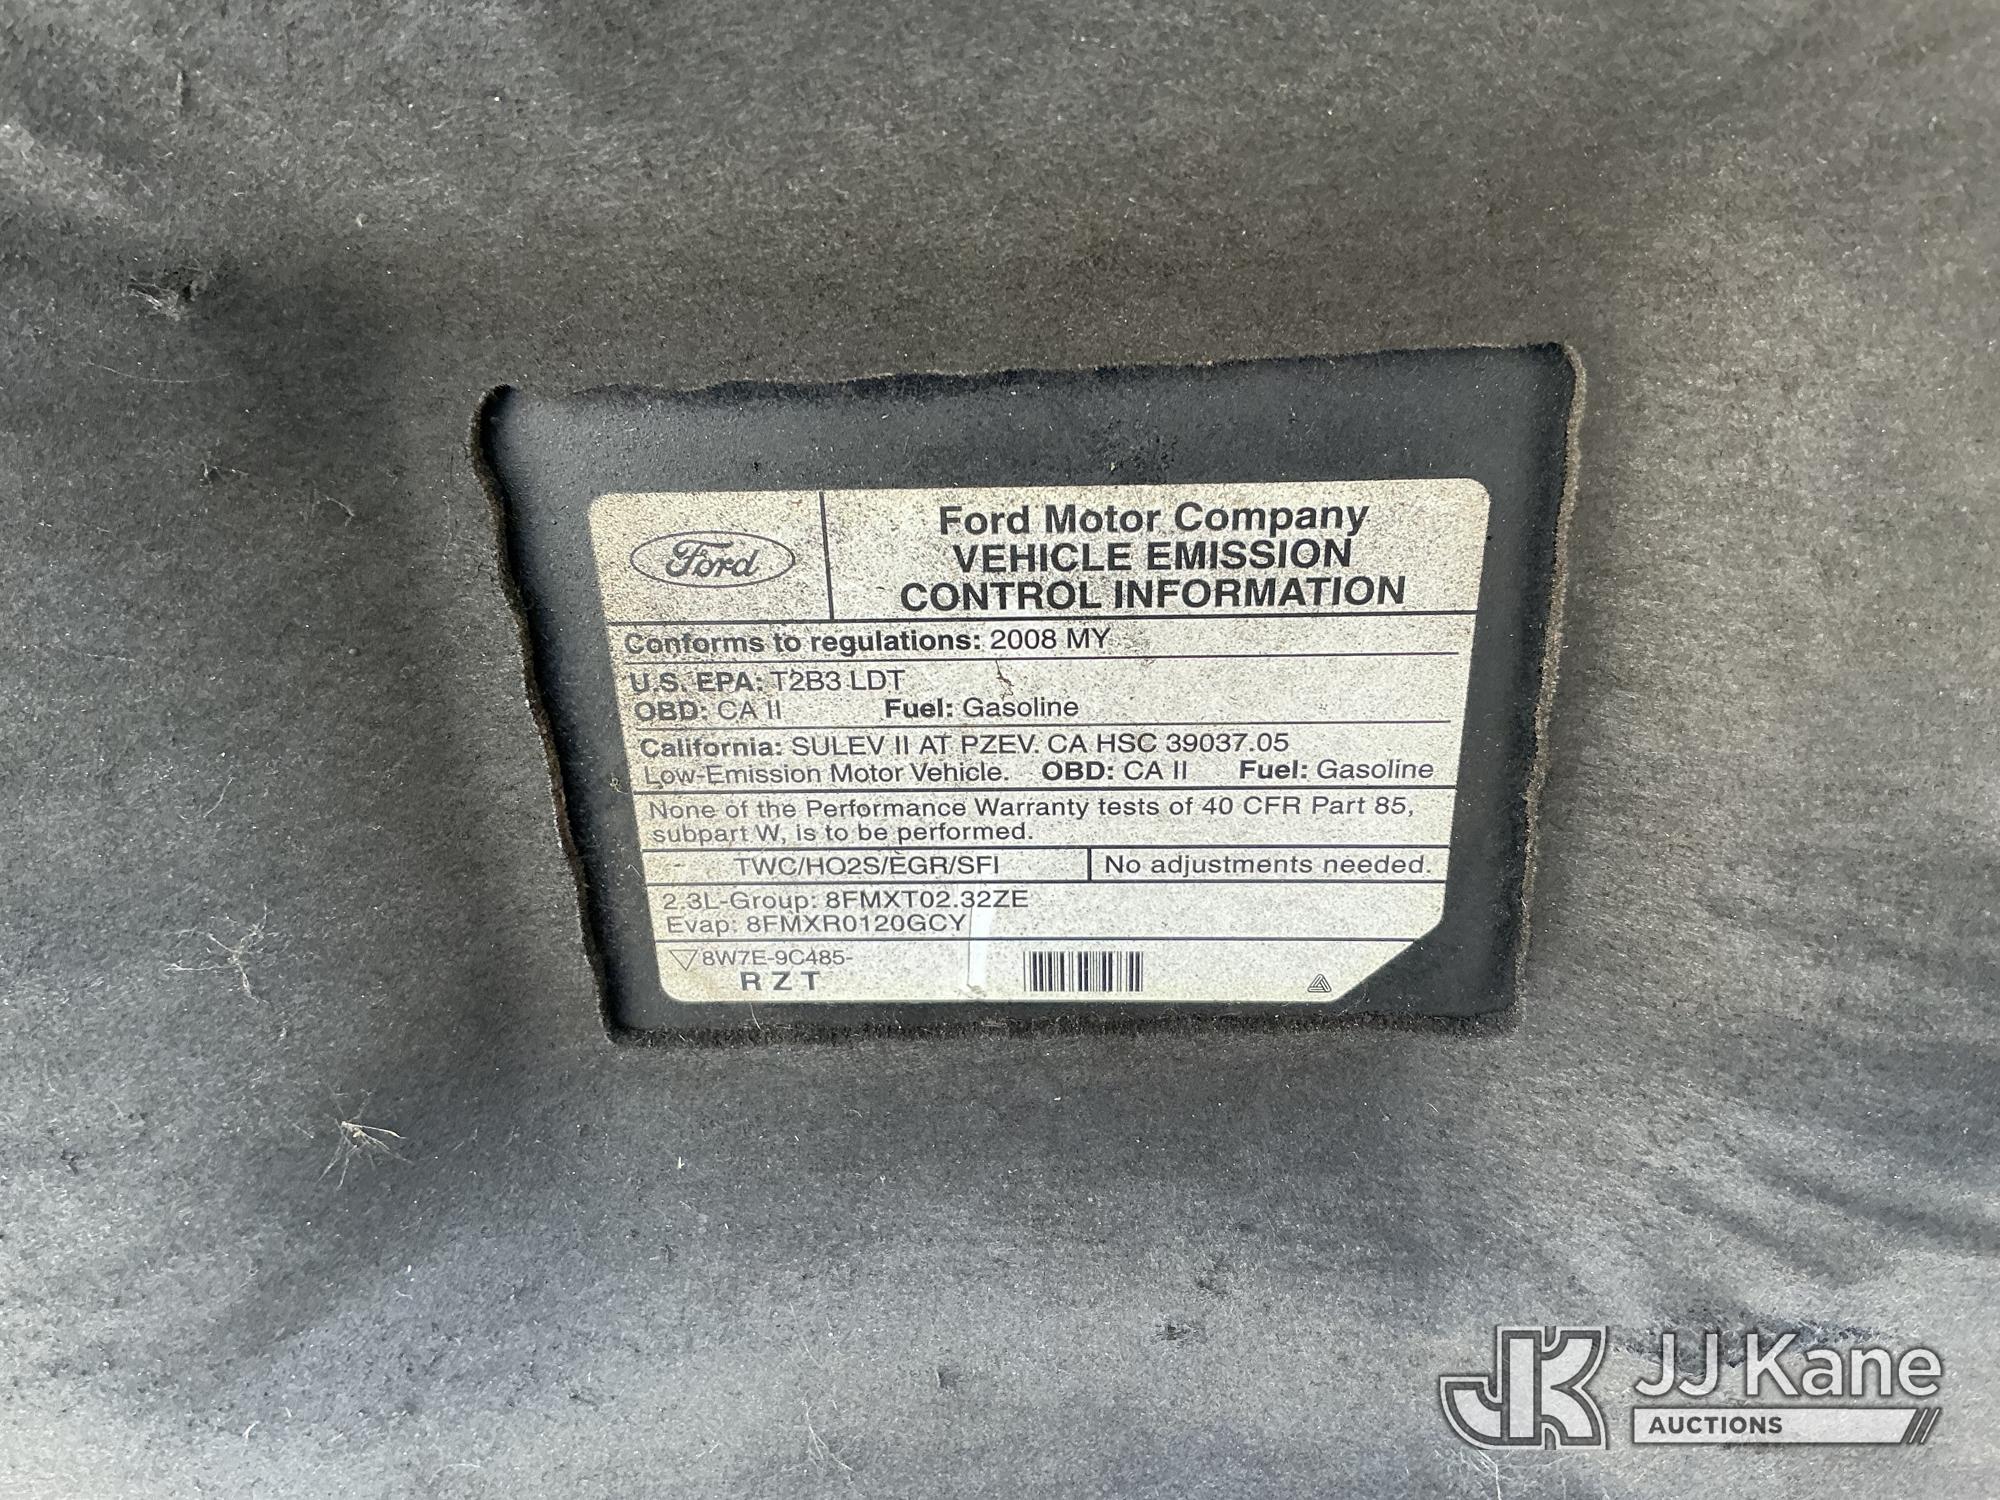 Ford
Ford Motor Company
VEHICLE EMISSION
CONTROL INFORMATION
Conforms to regulations: 2008 MY
U.S. EPA: T2B3 LDT
OBD: CA II Fuel: Gasoline
California: SULEV II AT PZEV. CA HSC 39037.05
Low-Emission Motor Vehicle. OBD: CA II Fuel: Gasoline
None of the Performance Warranty tests of 40 CFR Part 85,
subpart W, is to be performed.
TWC/HO2S/EGR/SFI No adjustments needed.
2.3L-Group: 8FMXT02.32ZE
Evap: 8FMXR0120GCY
8W7E-9C485-
R Z T
JK JJ Kane
AUCTIONS